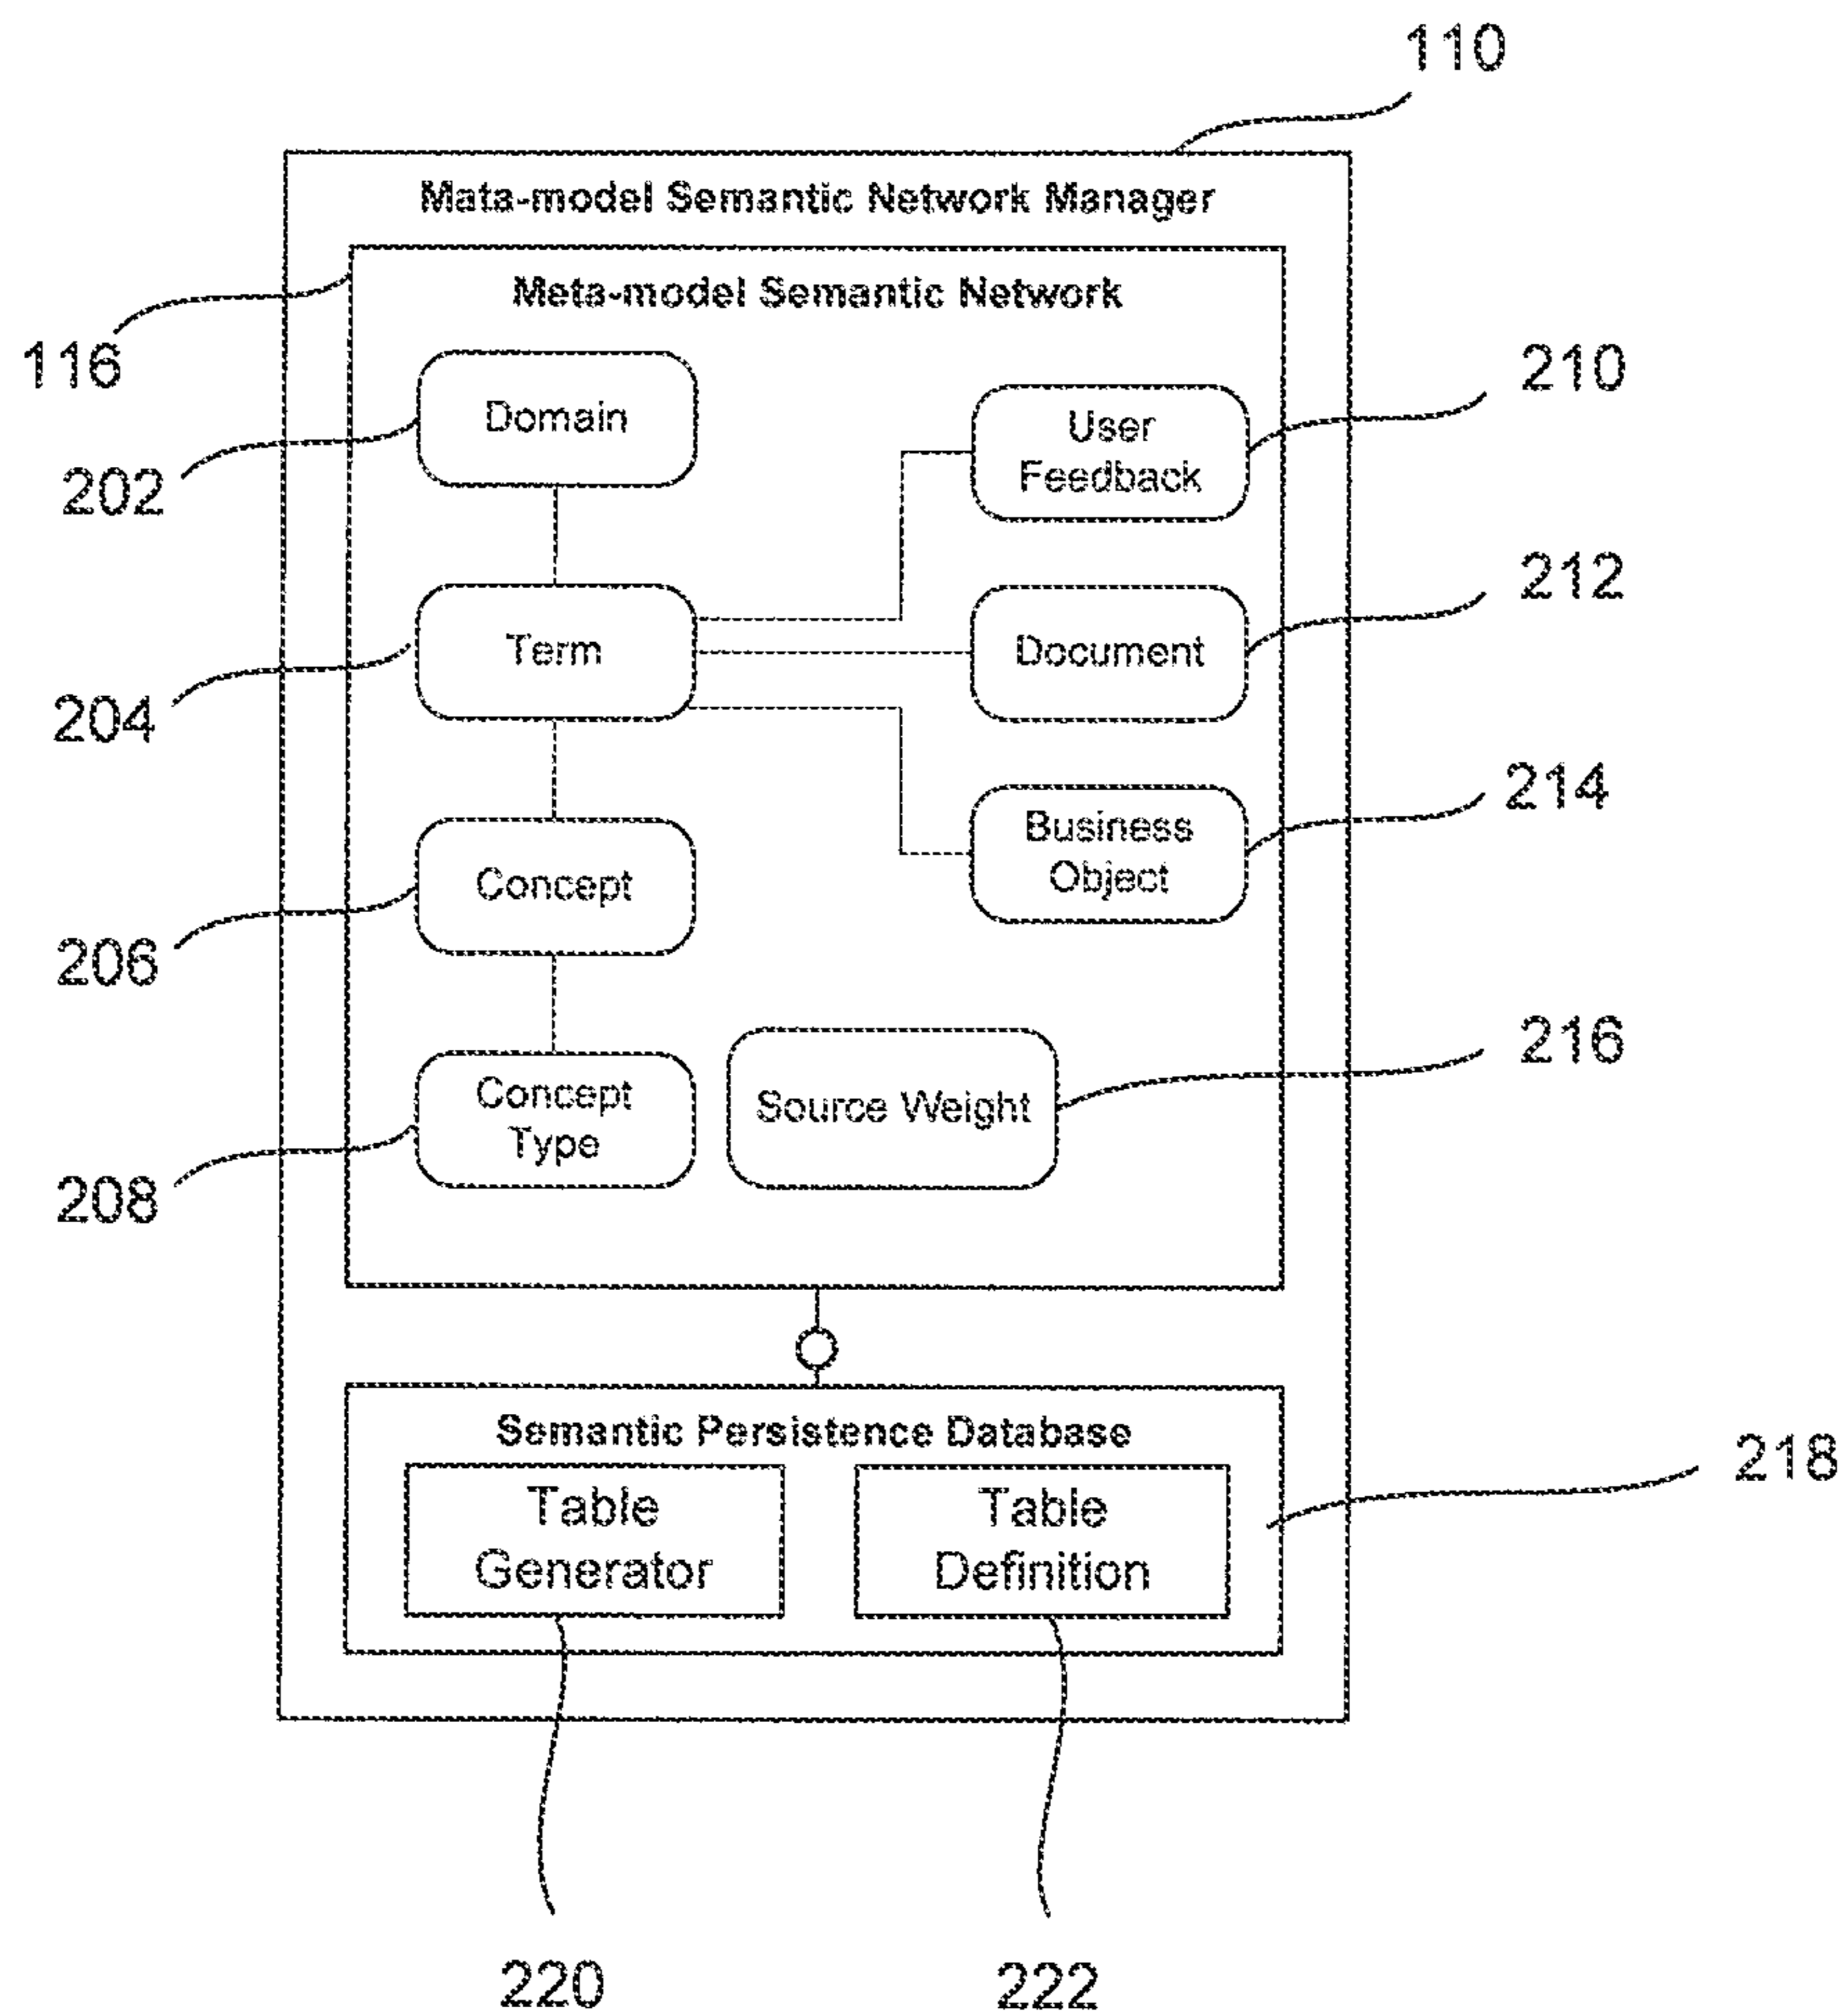 110
Mata-model Semantic Network Manager
Meta-model Semantic Network
116
Domain
202
User
Feedback
210
Term
204
Document
212
Concept
206
Business
Object
214
Concept
Type
208
Source Weight
216
Semantic Persistence Database
218
Table
Generator
Table
Definition
220
222